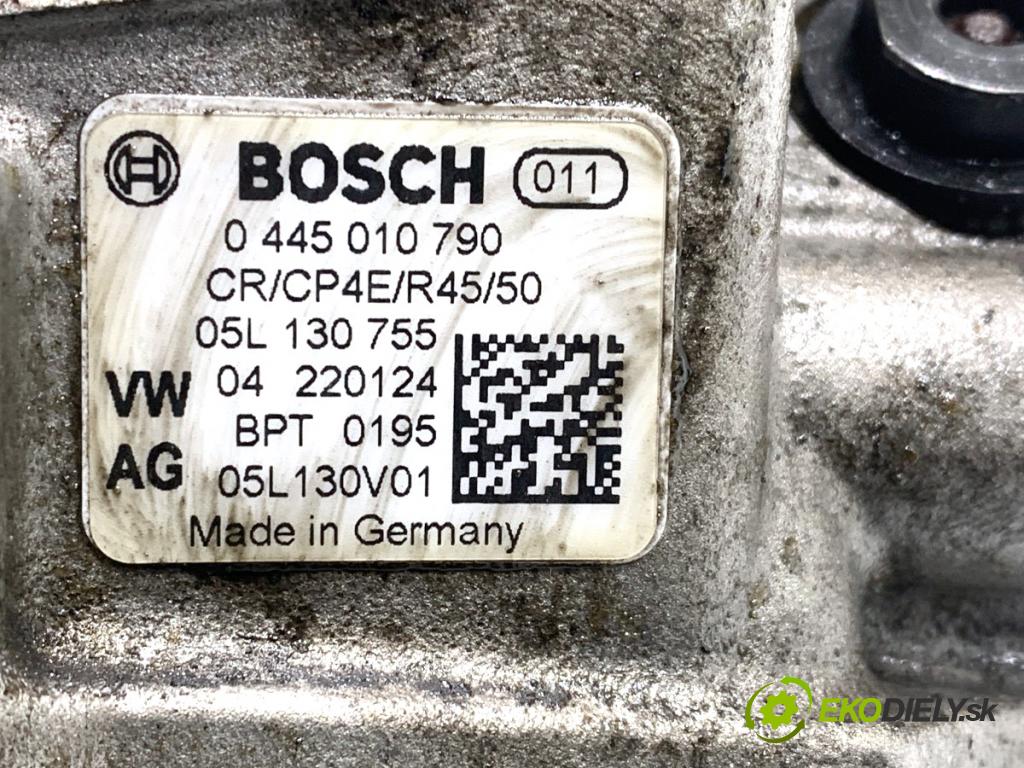 BOSCH 011
0 445 010 790
CR/CP4E/R45/50
05L 130 755
VW 04 220124
BPT 0195
AG 05L130V01
Made in Germany
EKODIELY.sk